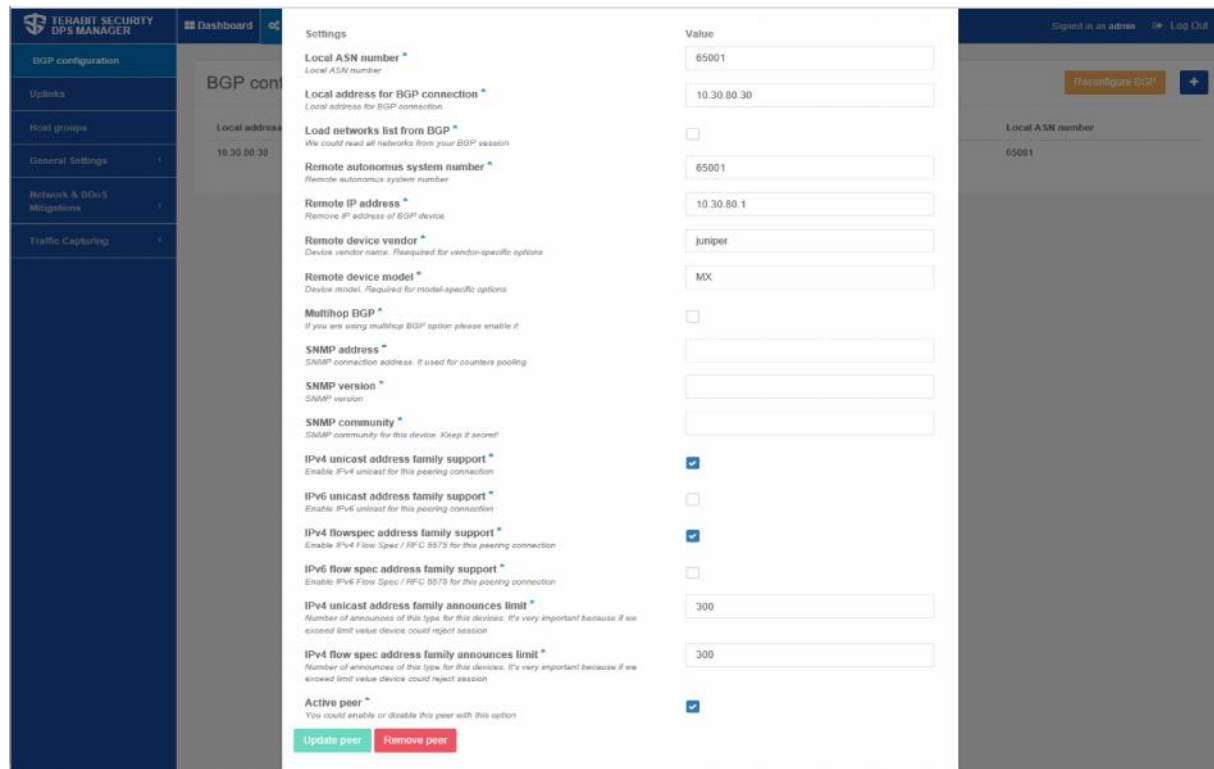 TERABIT SECURITY
DPS MANAGER
Dashboard
Signed in as admin
Log Out
BGP configuration
Uplinks
Host groups
General Settings
Network & DDoS
Mitigations
Traffic Capturing
BGP conf
Reconfigure BGP
+
Local address
Local ASN number
10.30.80.30
65001
Settings Value
Local ASN number * 65001
Local ASN number
Local address for BGP connection * 10.30.80.30
Local address for BGP connection
Load networks list from BGP *
We could read all networks from your BGP session
Remote autonomus system number * 65001
Remote autonomus system number
Remote IP address * 10.30.80.1
Remove IP address of BGP device
Remote device vendor * juniper
Device vendor name. Raequired for vendor-specific options
Remote device model * MX
Device model. Required for model-specific options
Multihop BGP *
If you are using multihop BGP option please enable it
SNMP address *
SNMP connection address. It used for counters pooling
SNMP version *
SNMP version
SNMP community *
SNMP community for this device. Keep it secret!
IPv4 unicast address family support *
Enable IPv4 unicast for this peering connection
IPv6 unicast address family support *
Enable IPv6 unicast for this peering connection
IPv4 flowspec address family support *
Enable IPv4 Flow Spec / RFC 5575 for this peering connection
IPv6 flow spec address family support *
Enable IPv6 Flow Spec / RFC 5575 for this peering connection
IPv4 unicast address family announces limit * 300
Number of announces of this type for this devices. It's very important because if we
exceed limit value device could reject session
IPv4 flow spec address family announces limit * 300
Number of announces of this type for this devices. It's very important because if we
exceed limit value device could reject session
Active peer *
You could enable or disable this peer with this option
Update peer Remove peer